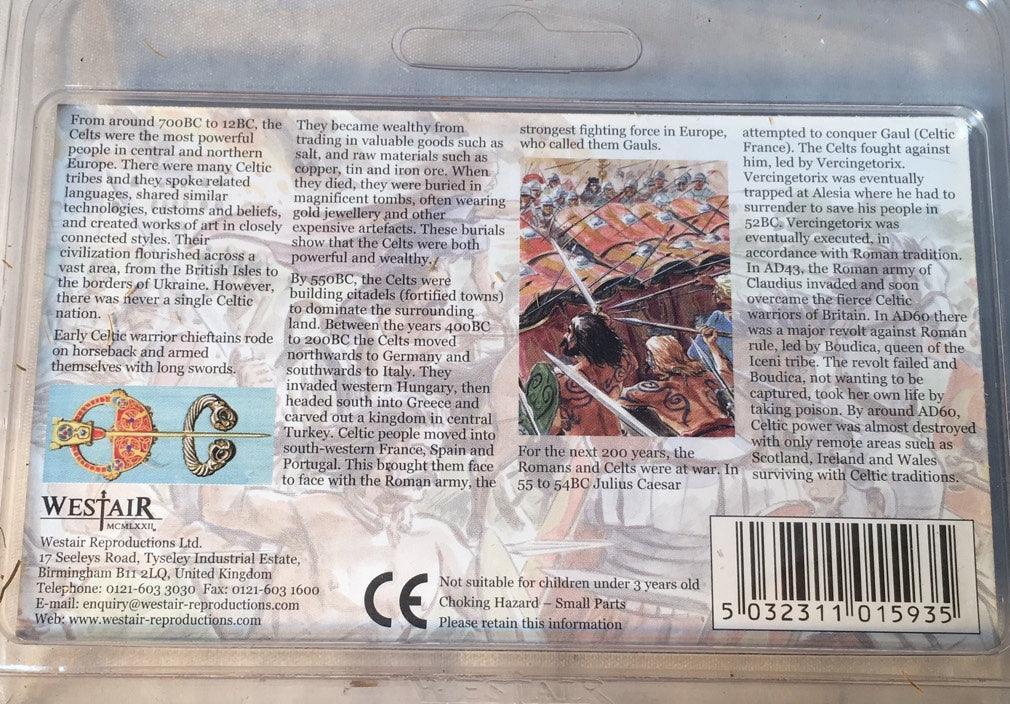 From around 700BC to 12BC, the
Celts were the most powerful
people in central and northern
Europe. There were many Celtic
tribes and they spoke related
languages, shared similar
technologies, customs and beliefs,
and created works of art in closely
connected styles. Their
civilization flourished across a
vast area, from the British Isles to
the borders of Ukraine. However,
there was never a single Celtic
nation.
Early Celtic warrior chieftains rode
on horseback and armed
themselves with long swords.
They became wealthy from
trading in valuable goods such as
salt, and raw materials such as
copper, tin and iron ore. When
they died, they were buried in
magnificent tombs, often wearing
gold jewellery and other
expensive artefacts. These burials
show that the Celts were both
powerful and wealthy.
By 550BC, the Celts were
building citadels (fortified towns)
to dominate the surrounding
land. Between the years 400BC
to 200BC the Celts moved
northwards to Germany and
southwards to Italy. They
invaded western Hungary, then
headed south into Greece and
carved out a kingdom in central
Turkey. Celtic people moved into
south-western France, Spain and
Portugal. This brought them face
to face with the Roman army, the
strongest fighting force in Europe,
who called them Gauls.
For the next 200 years, the
Romans and Celts were at war. In
55 to 54BC Julius Caesar
attempted to conquer Gaul (Celtic
France). The Celts fought against
him, led by Vercingetorix.
Vercingetorix was eventually
trapped at Alesia where he had to
surrender to save his people in
52BC. Vercingetorix was
eventually executed, in
accordance with Roman tradition.
In AD43, the Roman army of
Claudius invaded and soon
overcame the fierce Celtic
warriors of Britain. In AD60 there
was a major revolt against Roman
rule, led by Boudica, queen of the
Iceni tribe. The revolt failed and
Boudica, not wanting to be
captured, took her own life by
taking poison. By around AD60,
Celtic power was almost destroyed
with only remote areas such as
Scotland, Ireland and Wales
surviving with Celtic traditions.
WESTAIR
MCMLXXII
Westair Reproductions Ltd.
17 Seeleys Road, Tyseley Industrial Estate,
Birmingham B11 2LQ, United Kingdom
Telephone: 0121-603 3030 Fax: 0121-603 1600
E-mail: enquiry@westair-reproductions.com
Web: www.westair-reproductions.com
CE
Not suitable for children under 3 years old
Choking Hazard – Small Parts
Please retain this information
5 032311 015935
WESTAIR